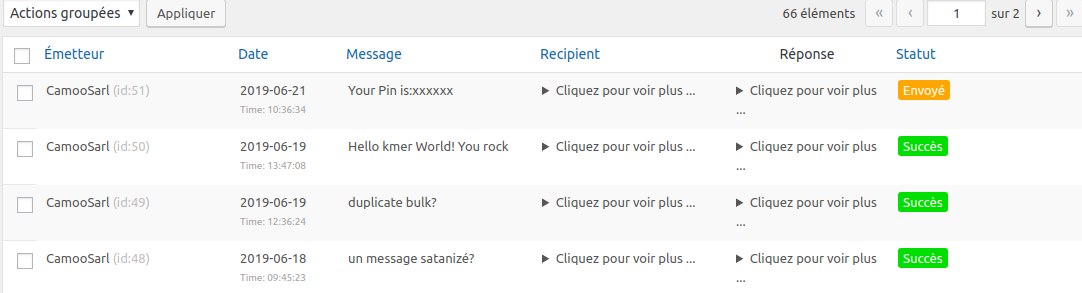 Actions groupées ▼ Appliquer 66 éléments « ‹ 1 sur 2 › »
Émetteur Date Message Recipient Réponse Statut
CamooSarl (id:51) 2019-06-21 Your Pin is:xxxxxx ▶ Cliquez pour voir plus ... ▶ Cliquez pour voir plus Envoyé
Time: 10:36:34 ...
CamooSarl (id:50) 2019-06-19 Hello kmer World! You rock ▶ Cliquez pour voir plus ... ▶ Cliquez pour voir plus Succès
Time: 13:47:08 ...
CamooSarl (id:49) 2019-06-19 duplicate bulk? ▶ Cliquez pour voir plus ... ▶ Cliquez pour voir plus Succès
Time: 12:36:24 ...
CamooSarl (id:48) 2019-06-18 un message satanizé? ▶ Cliquez pour voir plus ... ▶ Cliquez pour voir plus Succès
Time: 09:45:23 ...